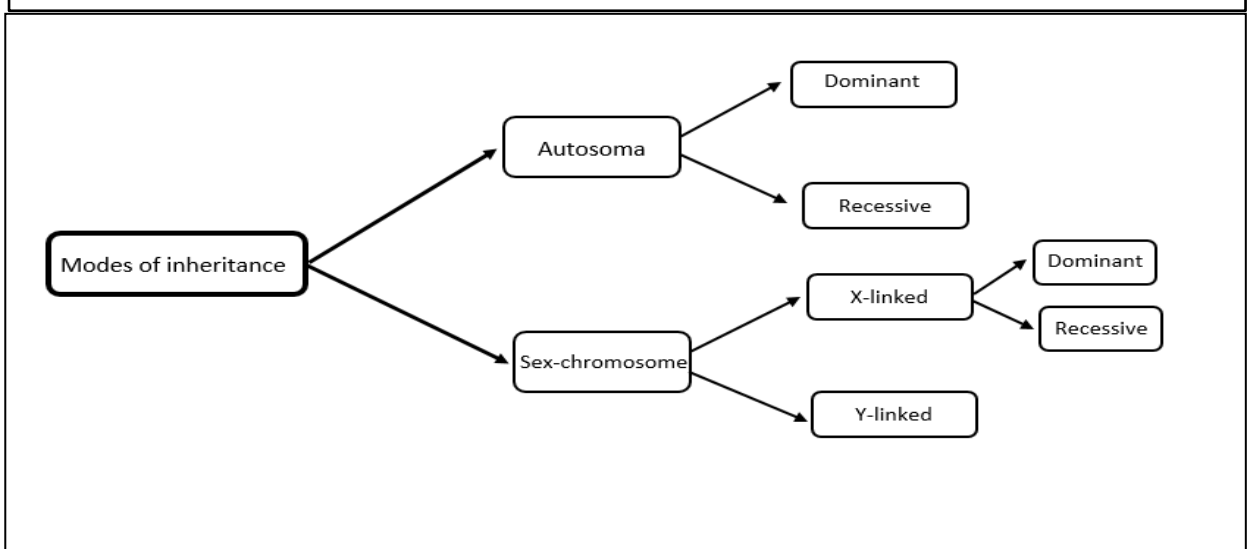 Modes of inheritance
Autosoma
Dominant
Recessive
Sex-chromosome
X-linked
Dominant
Recessive
Y-linked